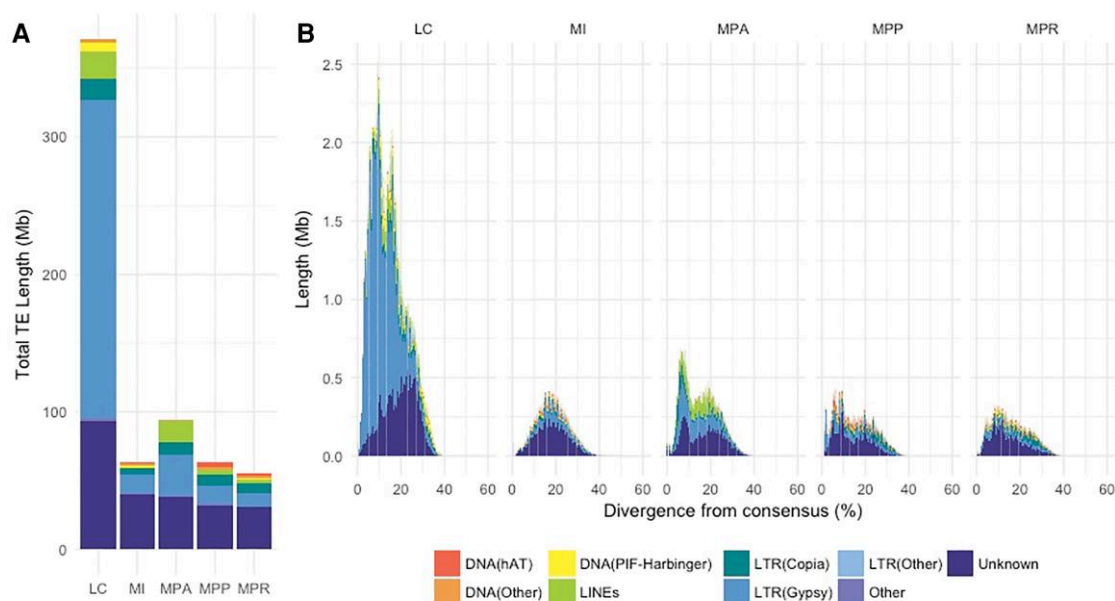 A
Total TE Length (Mb)
300
200
100
0
LC MI MPA MPP MPR
B
LC MI MPA MPP MPR
Length (Mb)
2.5
2.0
1.5
1.0
0.5
0.0
0 20 40 60 0 20 40 60 0 20 40 60 0 20 40 60 0 20 40 60
Divergence from consensus (%)
DNA(hAT) DNA(PIF-Harbinger) LTR(Copia) LTR(Other) Unknown
DNA(Other) LINEs LTR(Gypsy) Other